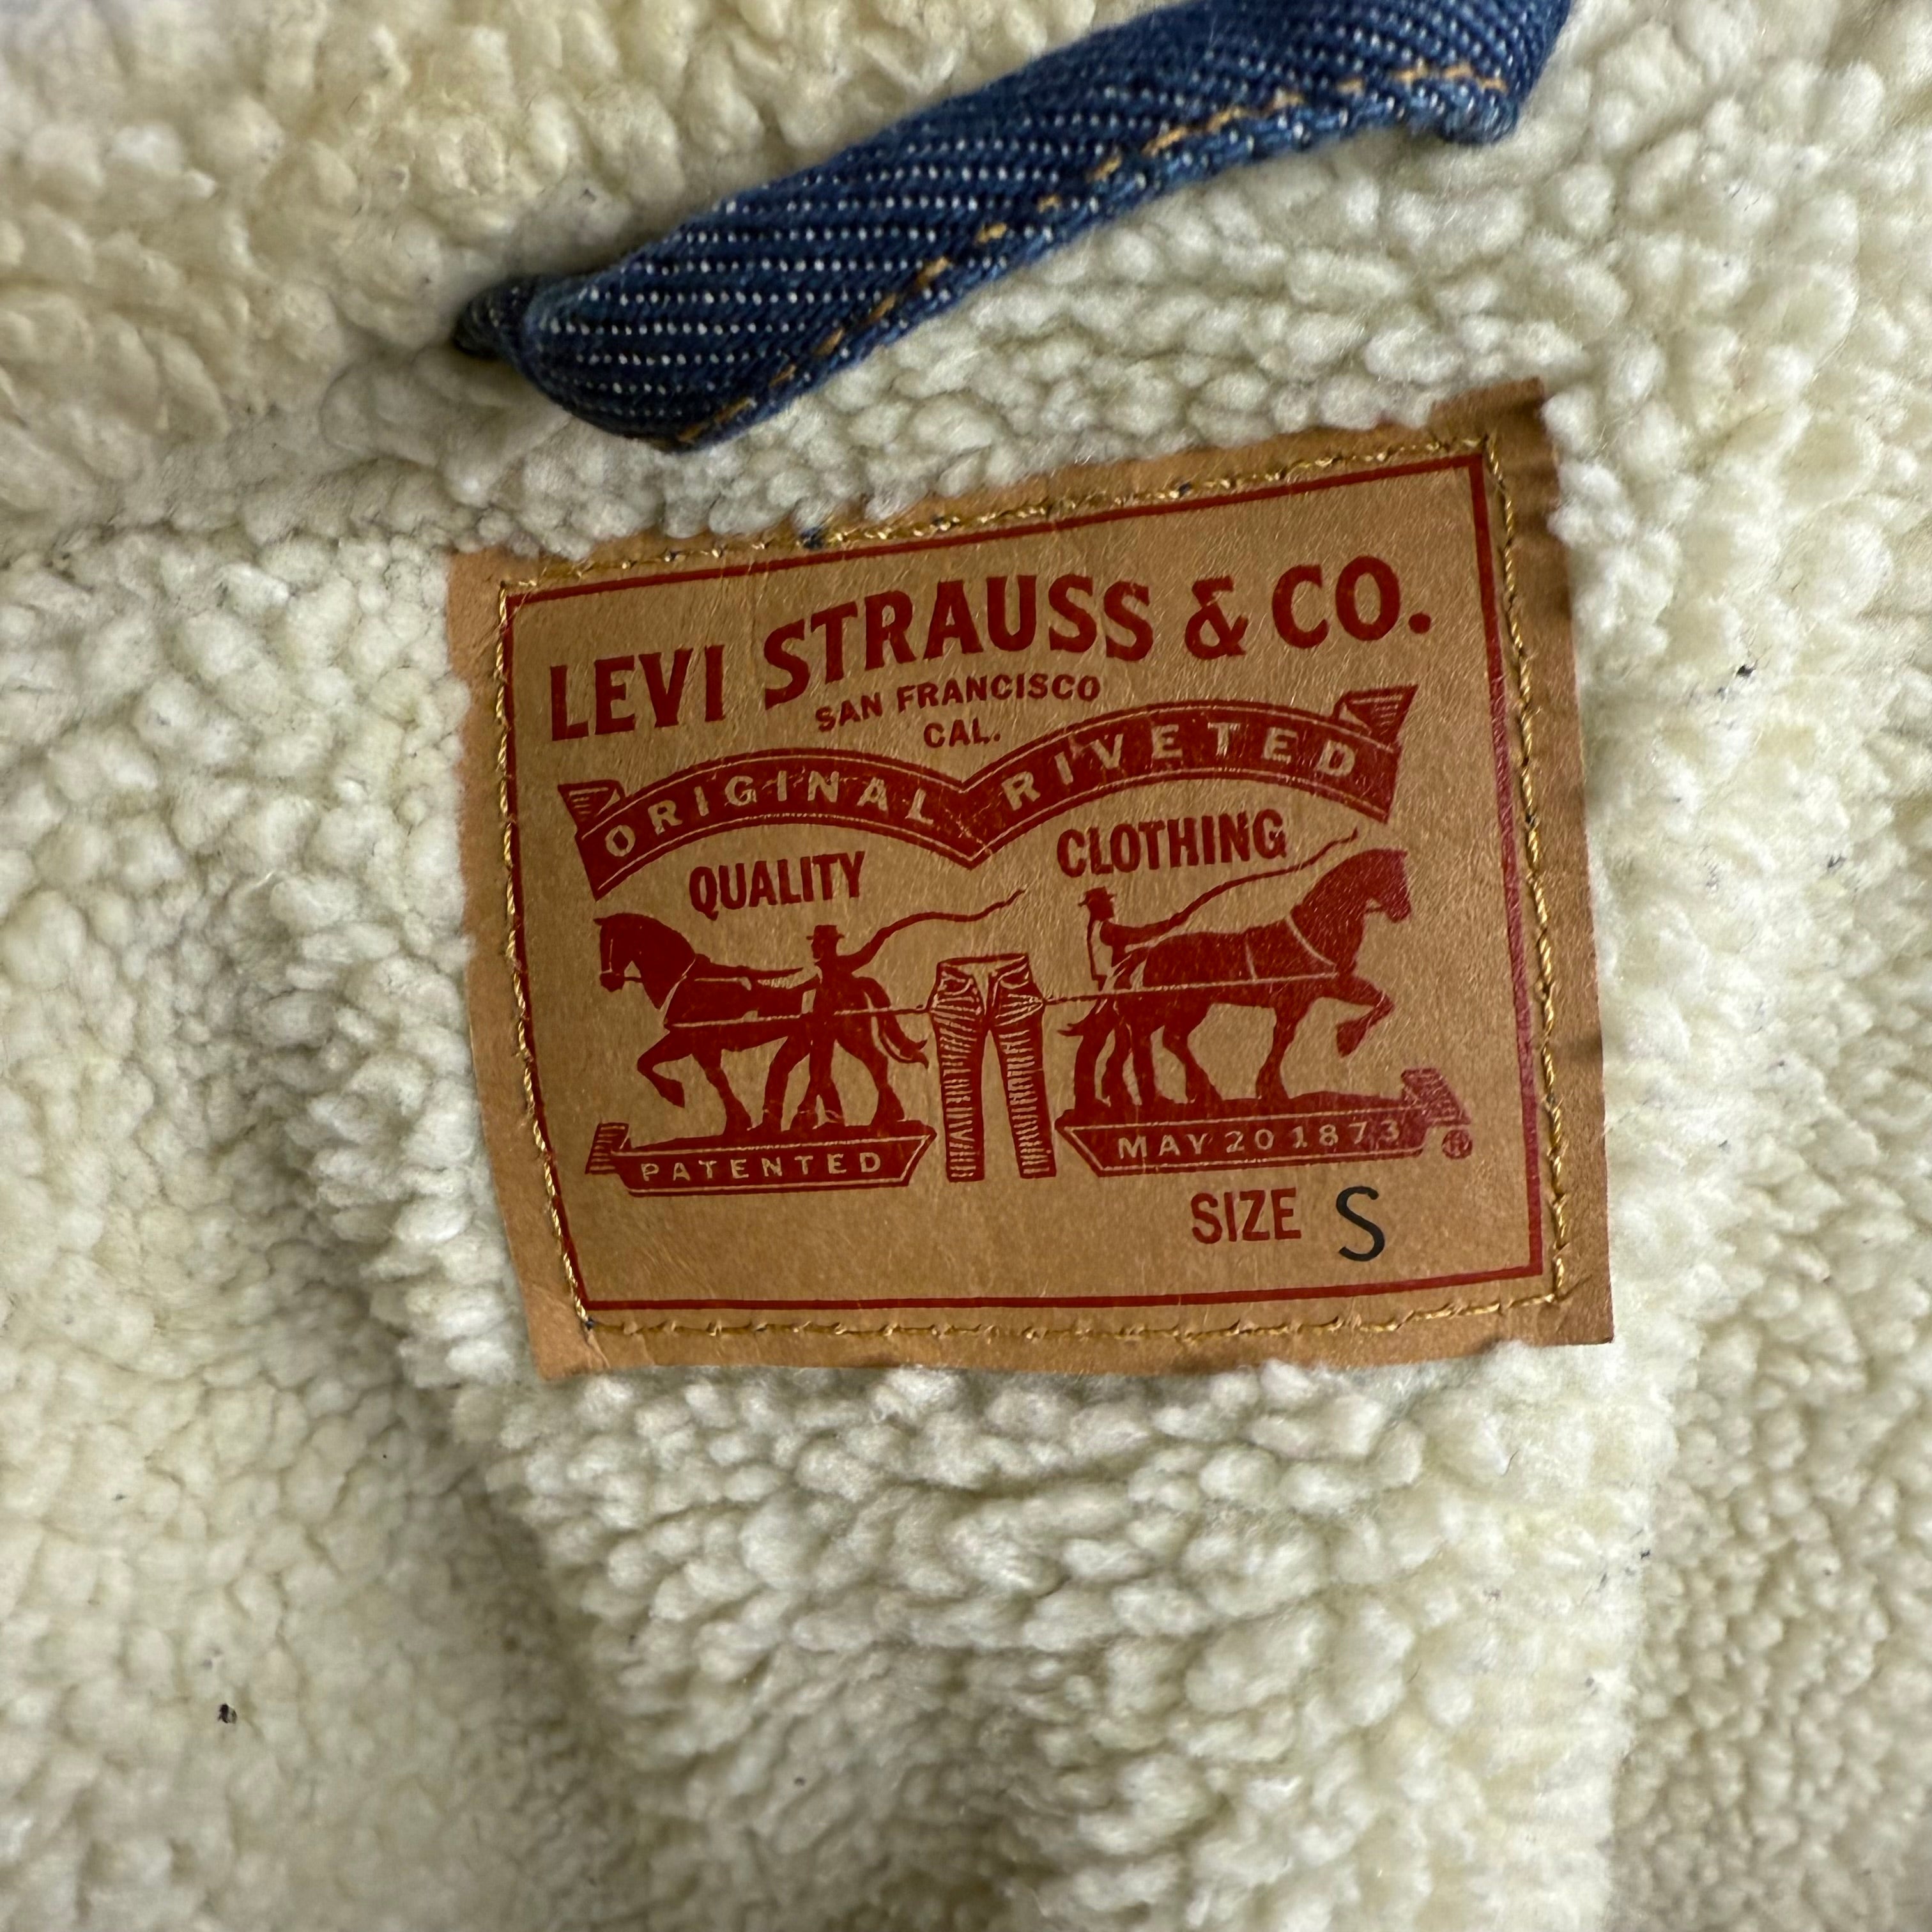 LEVI STRAUSS & CO.
SAN FRANCISCO
CAL.
ORIGINAL RIVETED
QUALITY CLOTHING
PATENTED MAY 20 1873 ®
SIZE S